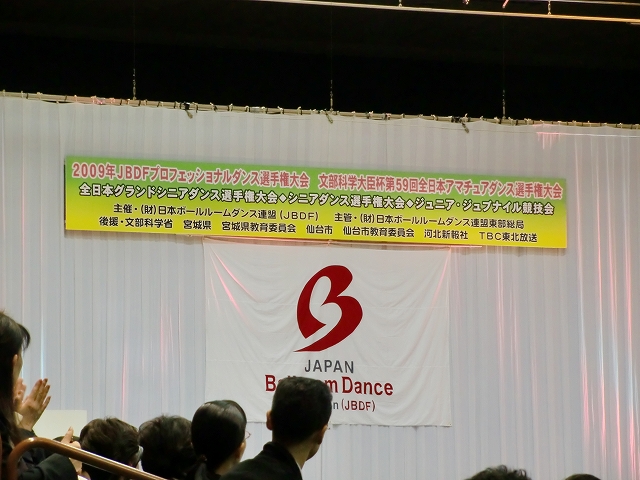 2009年JBDFプロフェッショナルダンス選手権大会　文部科学大臣杯第59回全日本アマチュアダンス選手権大会
全日本グランドシニアダンス選手権大会◆シニアダンス選手権大会◆ジュニア・ジュブナイル競技会
主催・(財)日本ボールルームダンス連盟(JBDF)　主管・(財)日本ボールルームダンス連盟東部総局
後援・文部科学省　宮城県　宮城県教育委員会　仙台市　仙台市教育委員会　河北新報社　TBC東北放送
JAPAN
Dance
(JBDF)